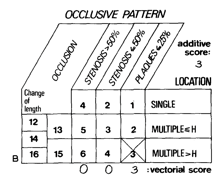 OCCLUSIVE PATTERN
OCCLUSION
STENOSIS > 50%
STENOSIS ≤ 50%
PLAQUES ≤ 25%
additive
score:
3
LOCATION
Change
of
length
4 2 1 SINGLE
12
14
13 5 3 2 MULTIPLE ≤ H
B 16 15 6 4 3 MULTIPLE > H
0 0 3 :vectorial score